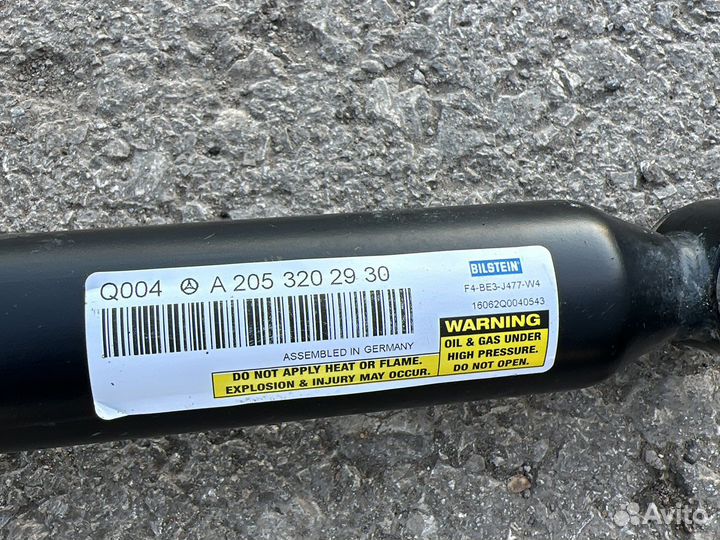 Q004 A 205 320 29 30
BILSTEIN
F4-BE3-J477-W4
16062Q0040543
ASSEMBLED IN GERMANY
WARNING
OIL & GAS UNDER
HIGH PRESSURE.
DO NOT OPEN.
DO NOT APPLY HEAT OR FLAME.
EXPLOSION & INJURY MAY OCCUR.
Avito